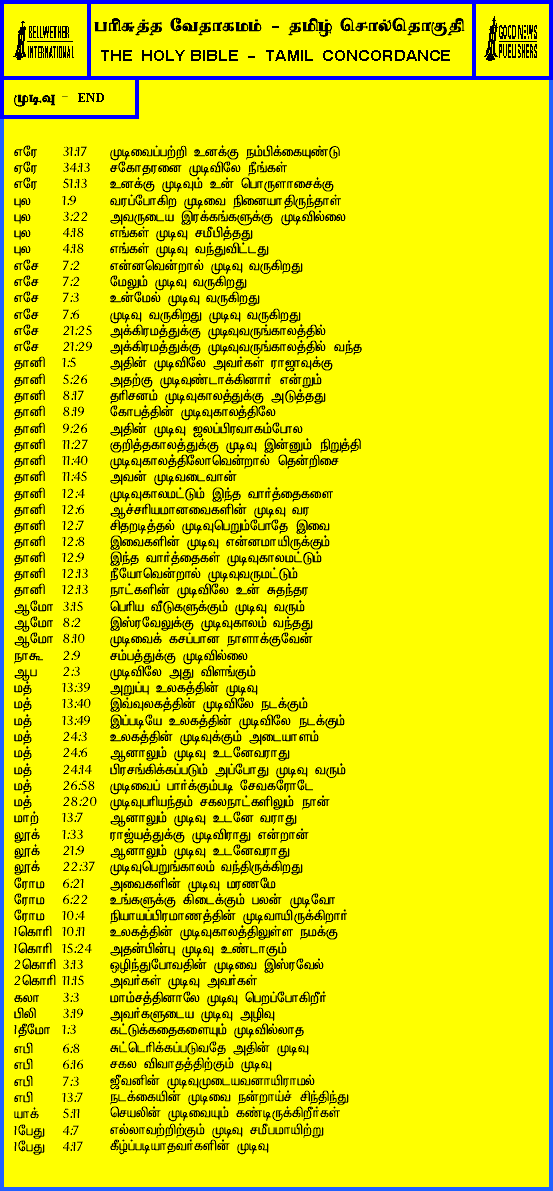 BELLWETHER
INTERNATIONAL
பரிசுத்த வேதாகமம் - தமிழ் சொல்தொகுதி
THE HOLY BIBLE - TAMIL CONCORDANCE
GOOD NEWS
PUBLISHERS
முடிவு - END
எரே 31:17 முடிவைப்பற்றி உனக்கு நம்பிக்கையுண்டு
ஏரே 34:13 சகோதரனை முடிவிலே நீங்கள்
எரே 51:13 உனக்கு முடிவும் உன் பொருளாசைக்கு
புல 1:9 வரப்போகிற முடிவை நினையாதிருந்தாள்
புல 3:22 அவருடைய இரக்கங்களுக்கு முடிவில்லை
புல 4:18 எங்கள் முடிவு சமீபித்தது
புல 4:18 எங்கள் முடிவு வந்துவிட்டது
எசே 7:2 என்னவென்றால் முடிவு வருகிறது
எசே 7:2 மேலும் முடிவு வருகிறது
எசே 7:3 உன்மேல் முடிவு வருகிறது
எசே 7:6 முடிவு வருகிறது முடிவு வருகிறது
எசே 21:25 அக்கிரமத்துக்கு முடிவுவருங்காலத்தில்
எசே 21:29 அக்கிரமத்துக்கு முடிவுவருங்காலத்தில் வந்த
தானி 1:5 அதின் முடிவிலே அவர்கள் ராஜாவுக்கு
தானி 5:26 அதற்கு முடிவுண்டாக்கினார் என்றும்
தானி 8:17 தரிசனம் முடிவுகாலத்துக்கு அடுத்தது
தானி 8:19 கோபத்தின் முடிவுகாலத்திலே
தானி 9:26 அதின் முடிவு ஜலப்பிரவாகம்போல
தானி 11:27 குறித்தகாலத்துக்கு முடிவு இன்னும் நிறுத்தி
தானி 11:40 முடிவுகாலத்திலோவென்றால் தென்றிசை
தானி 11:45 அவன் முடிவடைவான்
தானி 12:4 முடிவுகாலமட்டும் இந்த வார்த்தைகளை
தானி 12:6 ஆச்சரியமானவைகளின் முடிவு வர
தானி 12:7 சிதறடித்தல் முடிவுபெறும்போதே இவை
தானி 12:8 இவைகளின் முடிவு என்னமாயிருக்கும்
தானி 12:9 இந்த வார்த்தைகள் முடிவுகாலமட்டும்
தானி 12:13 நீயோவென்றால் முடிவுவருமட்டும்
தானி 12:13 நாட்களின் முடிவிலே உன் சுதந்தர
ஆமோ 3:15 பெரிய வீடுகளுக்கும் முடிவு வரும்
ஆமோ 8:2 இஸ்ரவேலுக்கு முடிவுகாலம் வந்தது
ஆமோ 8:10 முடிவைக் கசப்பான நாளாக்குவேன்
நாகூ 2:9 சம்பத்துக்கு முடிவில்லை
ஆப 2:3 முடிவிலே அது விளங்கும்
மத் 13:39 அறுப்பு உலகத்தின் முடிவு
மத் 13:40 இவ்வுலகத்தின் முடிவிலே நடக்கும்
மத் 13:49 இப்படியே உலகத்தின் முடிவிலே நடக்கும்
மத் 24:3 உலகத்தின் முடிவுக்கும் அடையாளம்
மத் 24:6 ஆனாலும் முடிவு உடனேவராது
மத் 24:14 பிரசங்கிக்கப்படும் அப்போது முடிவு வரும்
மத் 26:58 முடிவைப் பார்க்கும்படி சேவகரோடே
மத் 28:20 முடிவுபரியந்தம் சகலநாட்களிலும் நான்
மாற் 13:7 ஆனாலும் முடிவு உடனே வராது
லூக் 1:33 ராஜ்யத்துக்கு முடிவிராது என்றான்
லூக் 21:9 ஆனாலும் முடிவு உடனேவராது
லூக் 22:37 முடிவுபெறுங்காலம் வந்திருக்கிறது
ரோம 6:21 அவைகளின் முடிவு மரணமே
ரோம 6:22 உங்களுக்கு கிடைக்கும் பலன் முடிவோ
ரோம 10:4 நியாயப்பிரமாணத்தின் முடிவாயிருக்கிறார்
1கொரி 10:11 உலகத்தின் முடிவுகாலத்திலுள்ள நமக்கு
1கொரி 15:24 அதன்பின்பு முடிவு உண்டாகும்
2கொரி 3:13 ஒழிந்துபோவதின் முடிவை இஸ்ரவேல்
2கொரி 11:15 அவர்கள் முடிவு அவர்கள்
கலா 3:3 மாம்சத்தினாலே முடிவு பெறப்போகிறீர்
பிலி 3:19 அவர்களுடைய முடிவு அழிவு
1தீமோ 1:3 கட்டுக்கதைகளையும் முடிவில்லாத
எபி 6:8 சுட்டெரிக்கப்படுவதே அதின் முடிவு
எபி 6:16 சகல விவாதத்திற்கும் முடிவு
எபி 7:3 ஜீவனின் முடிவுமுடையவனாயிராமல்
எபி 13:7 நடக்கையின் முடிவை நன்றாய்ச் சிந்தித்து
யாக் 5:11 செயலின் முடிவையும் கண்டிருக்கிறீர்கள்
1பேது 4:7 எல்லாவற்றிற்கும் முடிவு சமீபமாயிற்று
1பேது 4:17 கீழ்ப்படியாதவர்களின் முடிவு